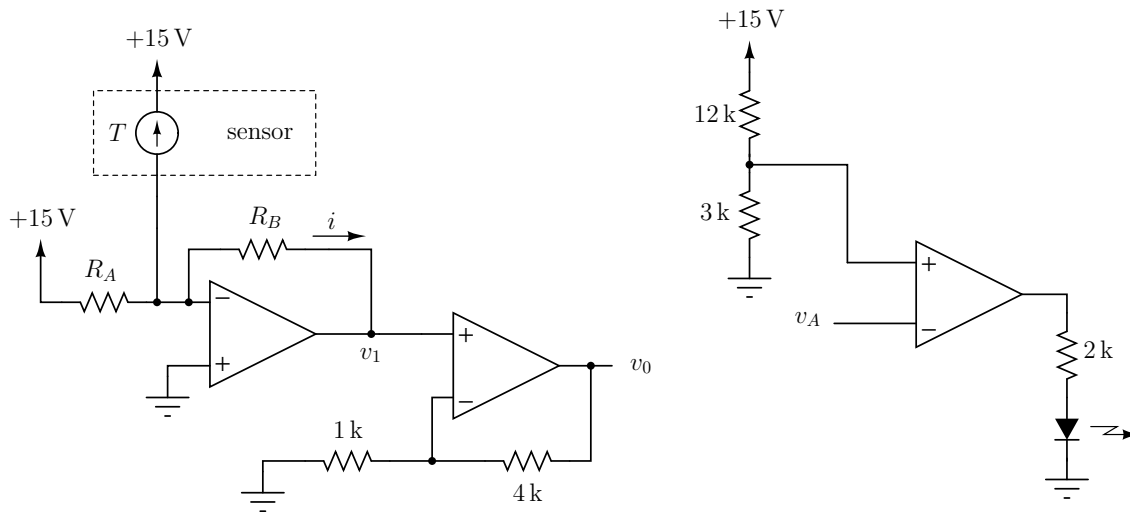 +15 V
T
sensor
+15 V
R_A
R_B
i
−
+
v_1
+
−
v_0
1 k
4 k
+15 V
12 k
3 k
+
−
v_A
2 k